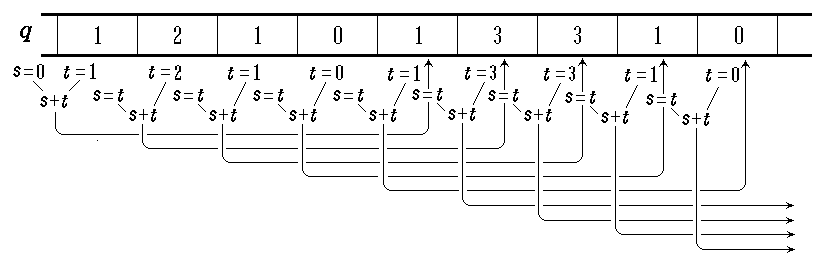 q 1 2 1 0 1 3 3 1 0
s=0 t=1 t=2 t=1 t=0 t=1 t=3 t=3 t=1 t=0
s=t s=t s=t s=t s=t s=t s=t s=t
s+t s+t s+t s+t s+t s+t s+t s+t s+t